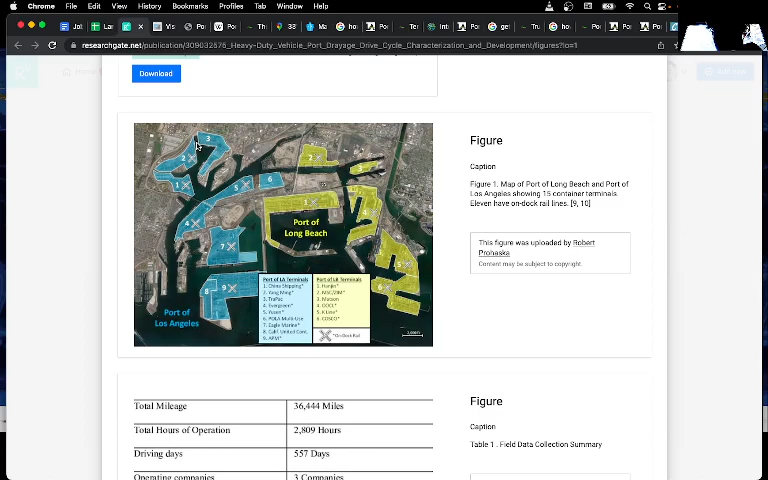 Chrome File Edit View History Bookmarks Profiles Tab Window Help
researchgate.net/publication/309032576_Heavy-Duty_Vehicle_Port_Drayage_Drive_Cycle_Characterization_and_Development/figures?lo=1
Download
Figure
Caption
Figure 1. Map of Port of Long Beach and Port of
Los Angeles showing 15 container terminals.
Eleven have on-dock rail lines. [9, 10]
This figure was uploaded by Robert
Prohaska
Content may be subject to copyright.
Port of
Long Beach
Port of
Los Angeles
Port of LA Terminals
1. China Shipping*
2. Yang Ming*
3. TraPac
4. Evergreen*
5. Yusen*
6. POLA Multi-Use
7. Eagle Marine*
8. Calif. United Cont.
9. APM*
Port of LB Terminals
1. Hanjin*
2. MSC/ZIM*
3. Matson
4. OOCL*
5. K Line*
6. COSCO*
*On-Dock Rail
Figure
Caption
Table 1 . Field Data Collection Summary
Total Mileage 36,444 Miles
Total Hours of Operation 2,809 Hours
Driving days 557 Days
Operating companies 3 Companies